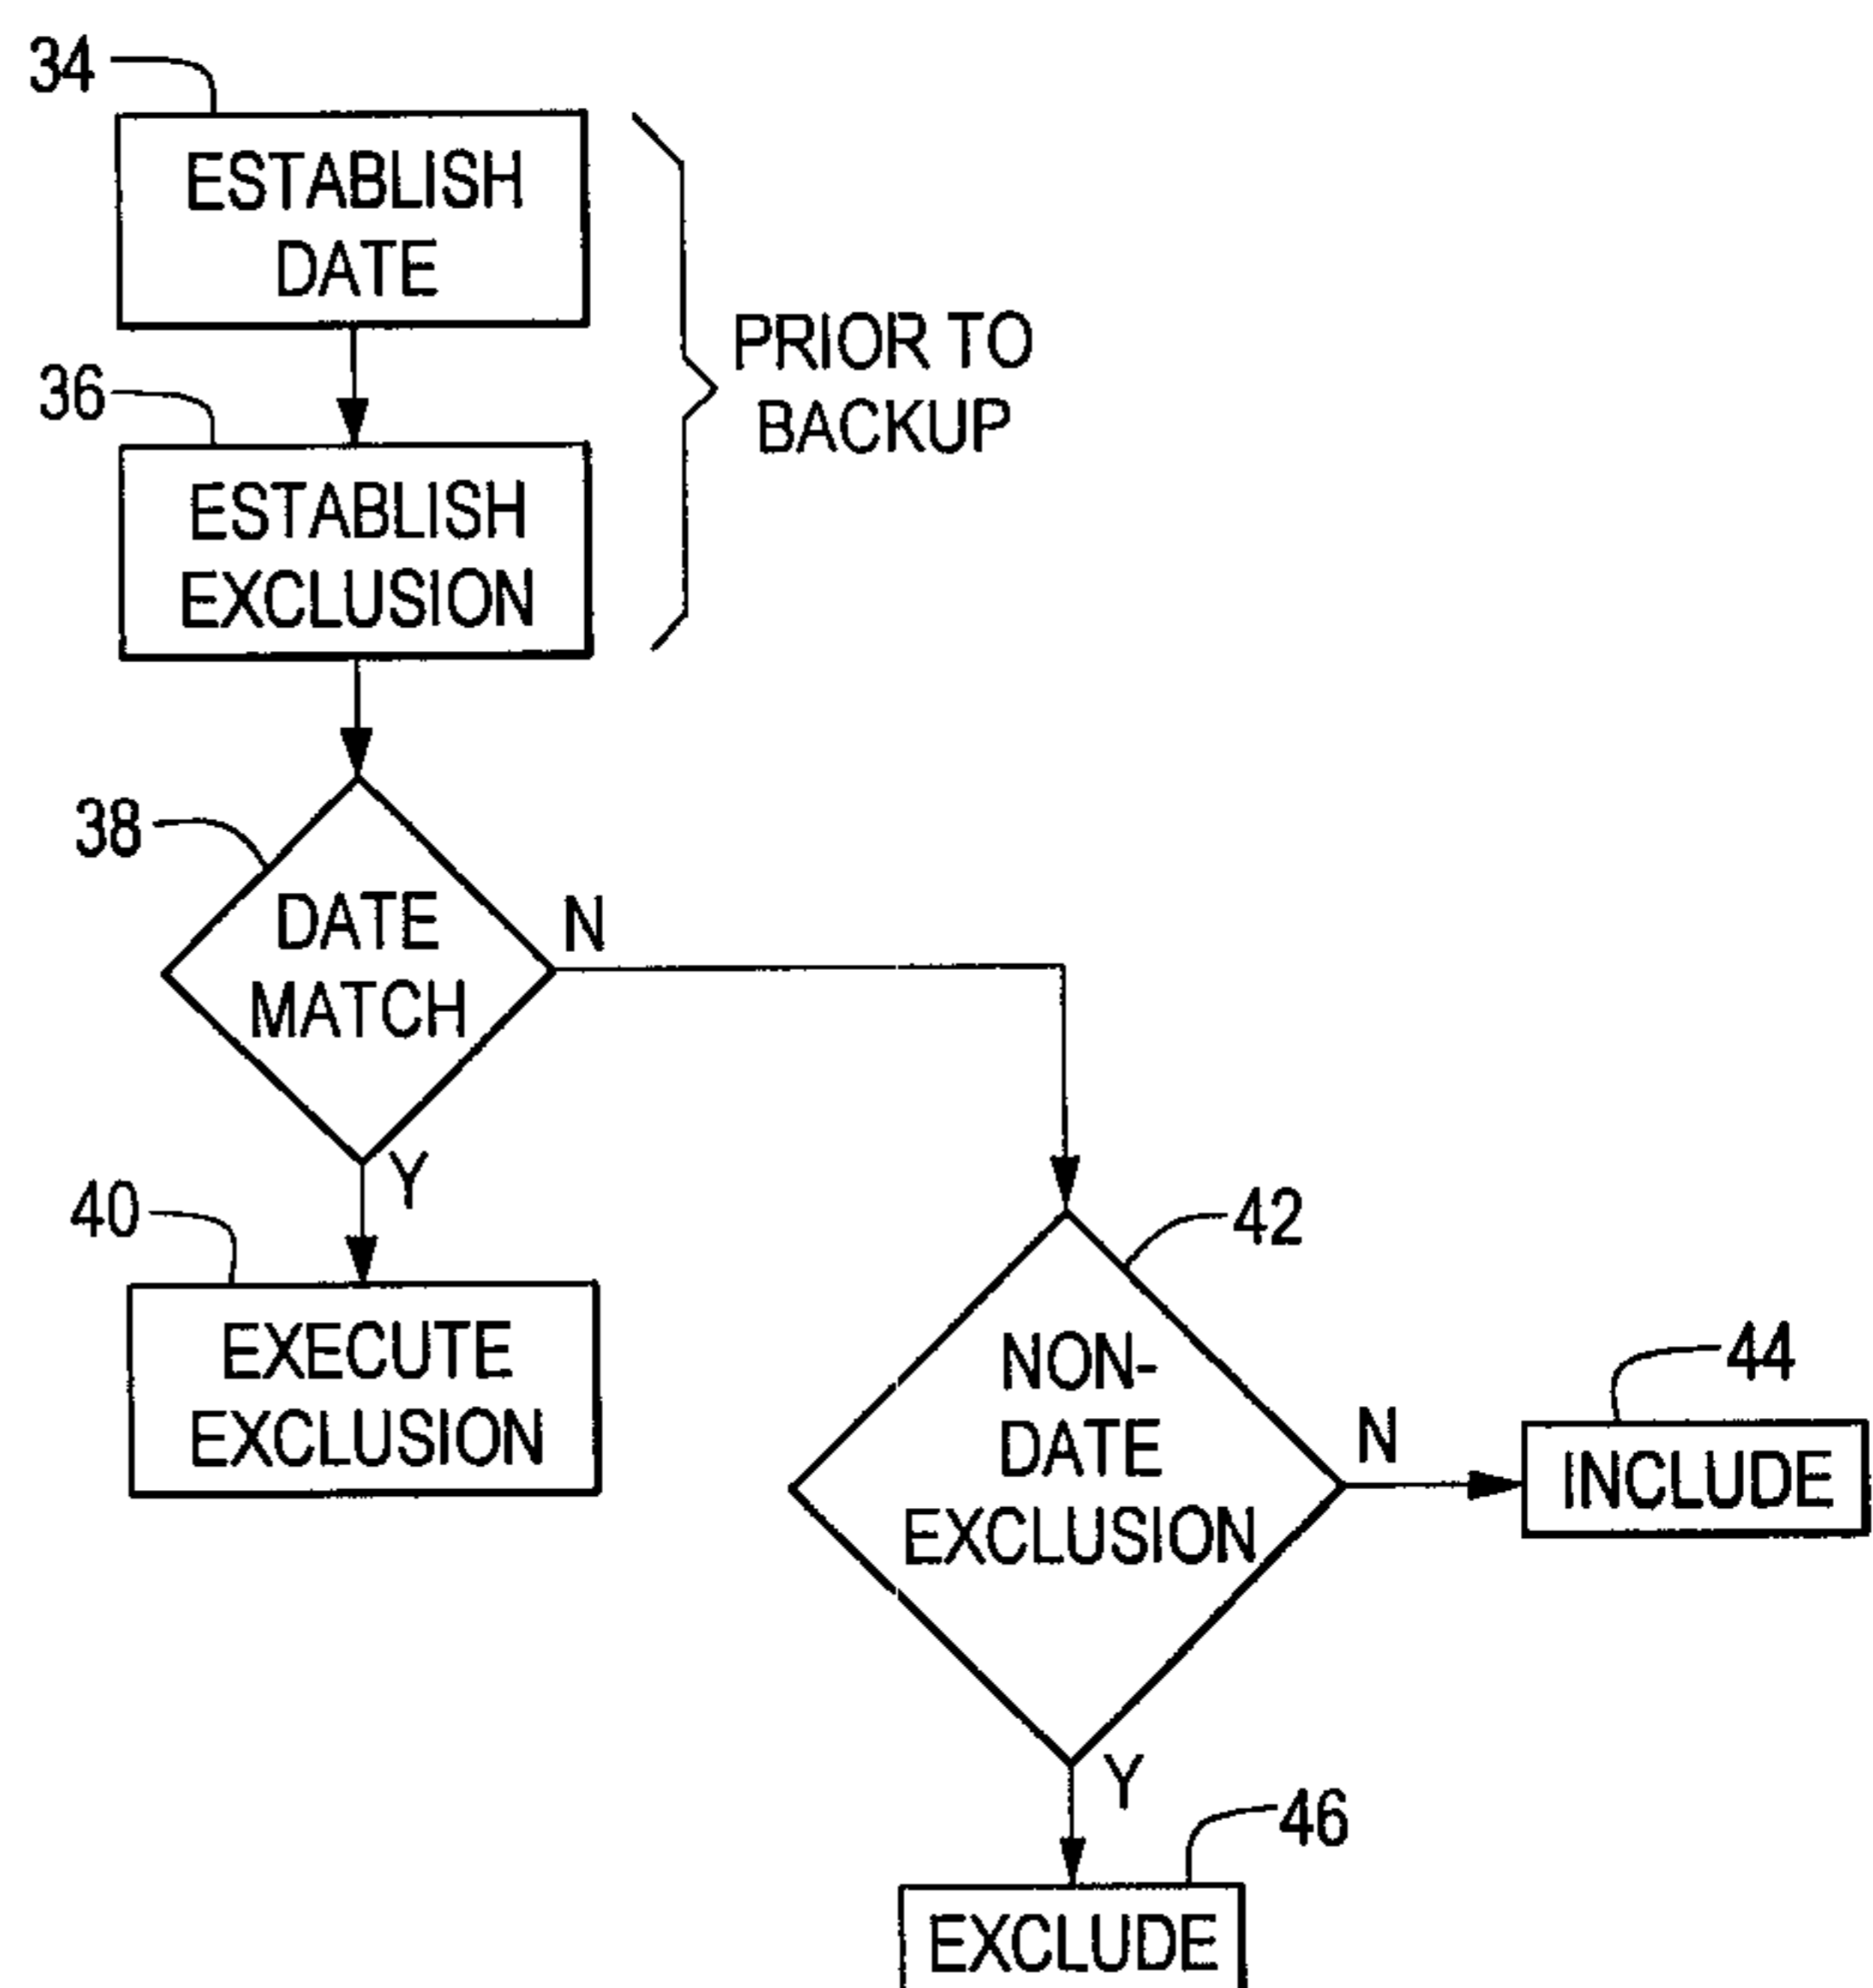 34
ESTABLISH
DATE
PRIOR TO
BACKUP
36
ESTABLISH
EXCLUSION
38
DATE
MATCH
N
Y
40
EXECUTE
EXCLUSION
42
NON-
DATE
EXCLUSION
N
44
INCLUDE
Y
46
EXCLUDE